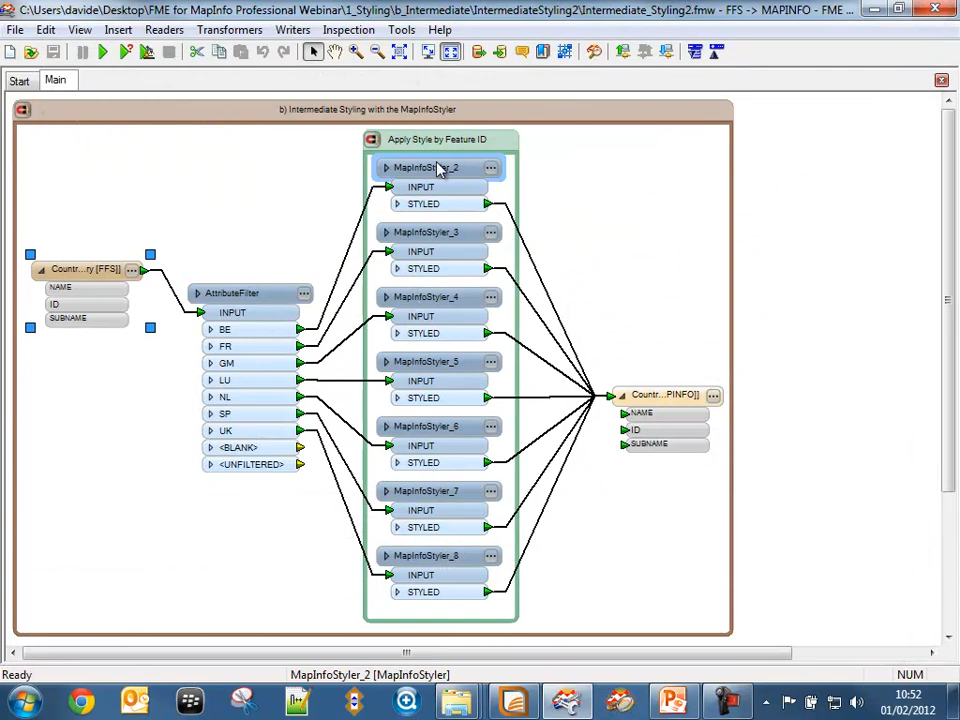 C:\Users\davide\Desktop\FME for MapInfo Professional Webinar\1_Styling\b_Intermediate\IntermediateStyling2\Intermediate_Styling2.fmw - FFS -> MAPINFO - FME ...
File Edit View Insert Readers Transformers Writers Inspection Tools Help
Start Main
b) Intermediate Styling with the MapInfoStyler
Apply Style by Feature ID
MapInfoStyler_2
INPUT
STYLED
MapInfoStyler_3
INPUT
STYLED
MapInfoStyler_4
INPUT
STYLED
MapInfoStyler_5
INPUT
STYLED
MapInfoStyler_6
INPUT
STYLED
MapInfoStyler_7
INPUT
STYLED
MapInfoStyler_8
INPUT
STYLED
Countr...ry [FFS]]
NAME
ID
SUBNAME
AttributeFilter
INPUT
BE
FR
GM
LU
NL
SP
UK
<BLANK>
<UNFILTERED>
Countr...PINFO]]
NAME
ID
SUBNAME
Ready MapInfoStyler_2 [MapInfoStyler] NUM
10:52
01/02/2012